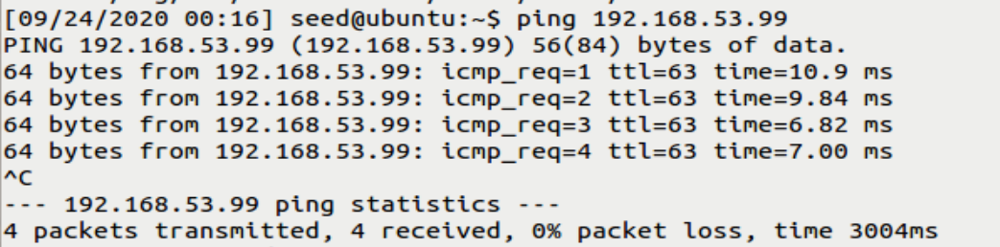 [09/24/2020 00:16] seed@ubuntu:~$ ping 192.168.53.99
PING 192.168.53.99 (192.168.53.99) 56(84) bytes of data.
64 bytes from 192.168.53.99: icmp_req=1 ttl=63 time=10.9 ms
64 bytes from 192.168.53.99: icmp_req=2 ttl=63 time=9.84 ms
64 bytes from 192.168.53.99: icmp_req=3 ttl=63 time=6.82 ms
64 bytes from 192.168.53.99: icmp_req=4 ttl=63 time=7.00 ms
^C
--- 192.168.53.99 ping statistics ---
4 packets transmitted, 4 received, 0% packet loss, time 3004ms